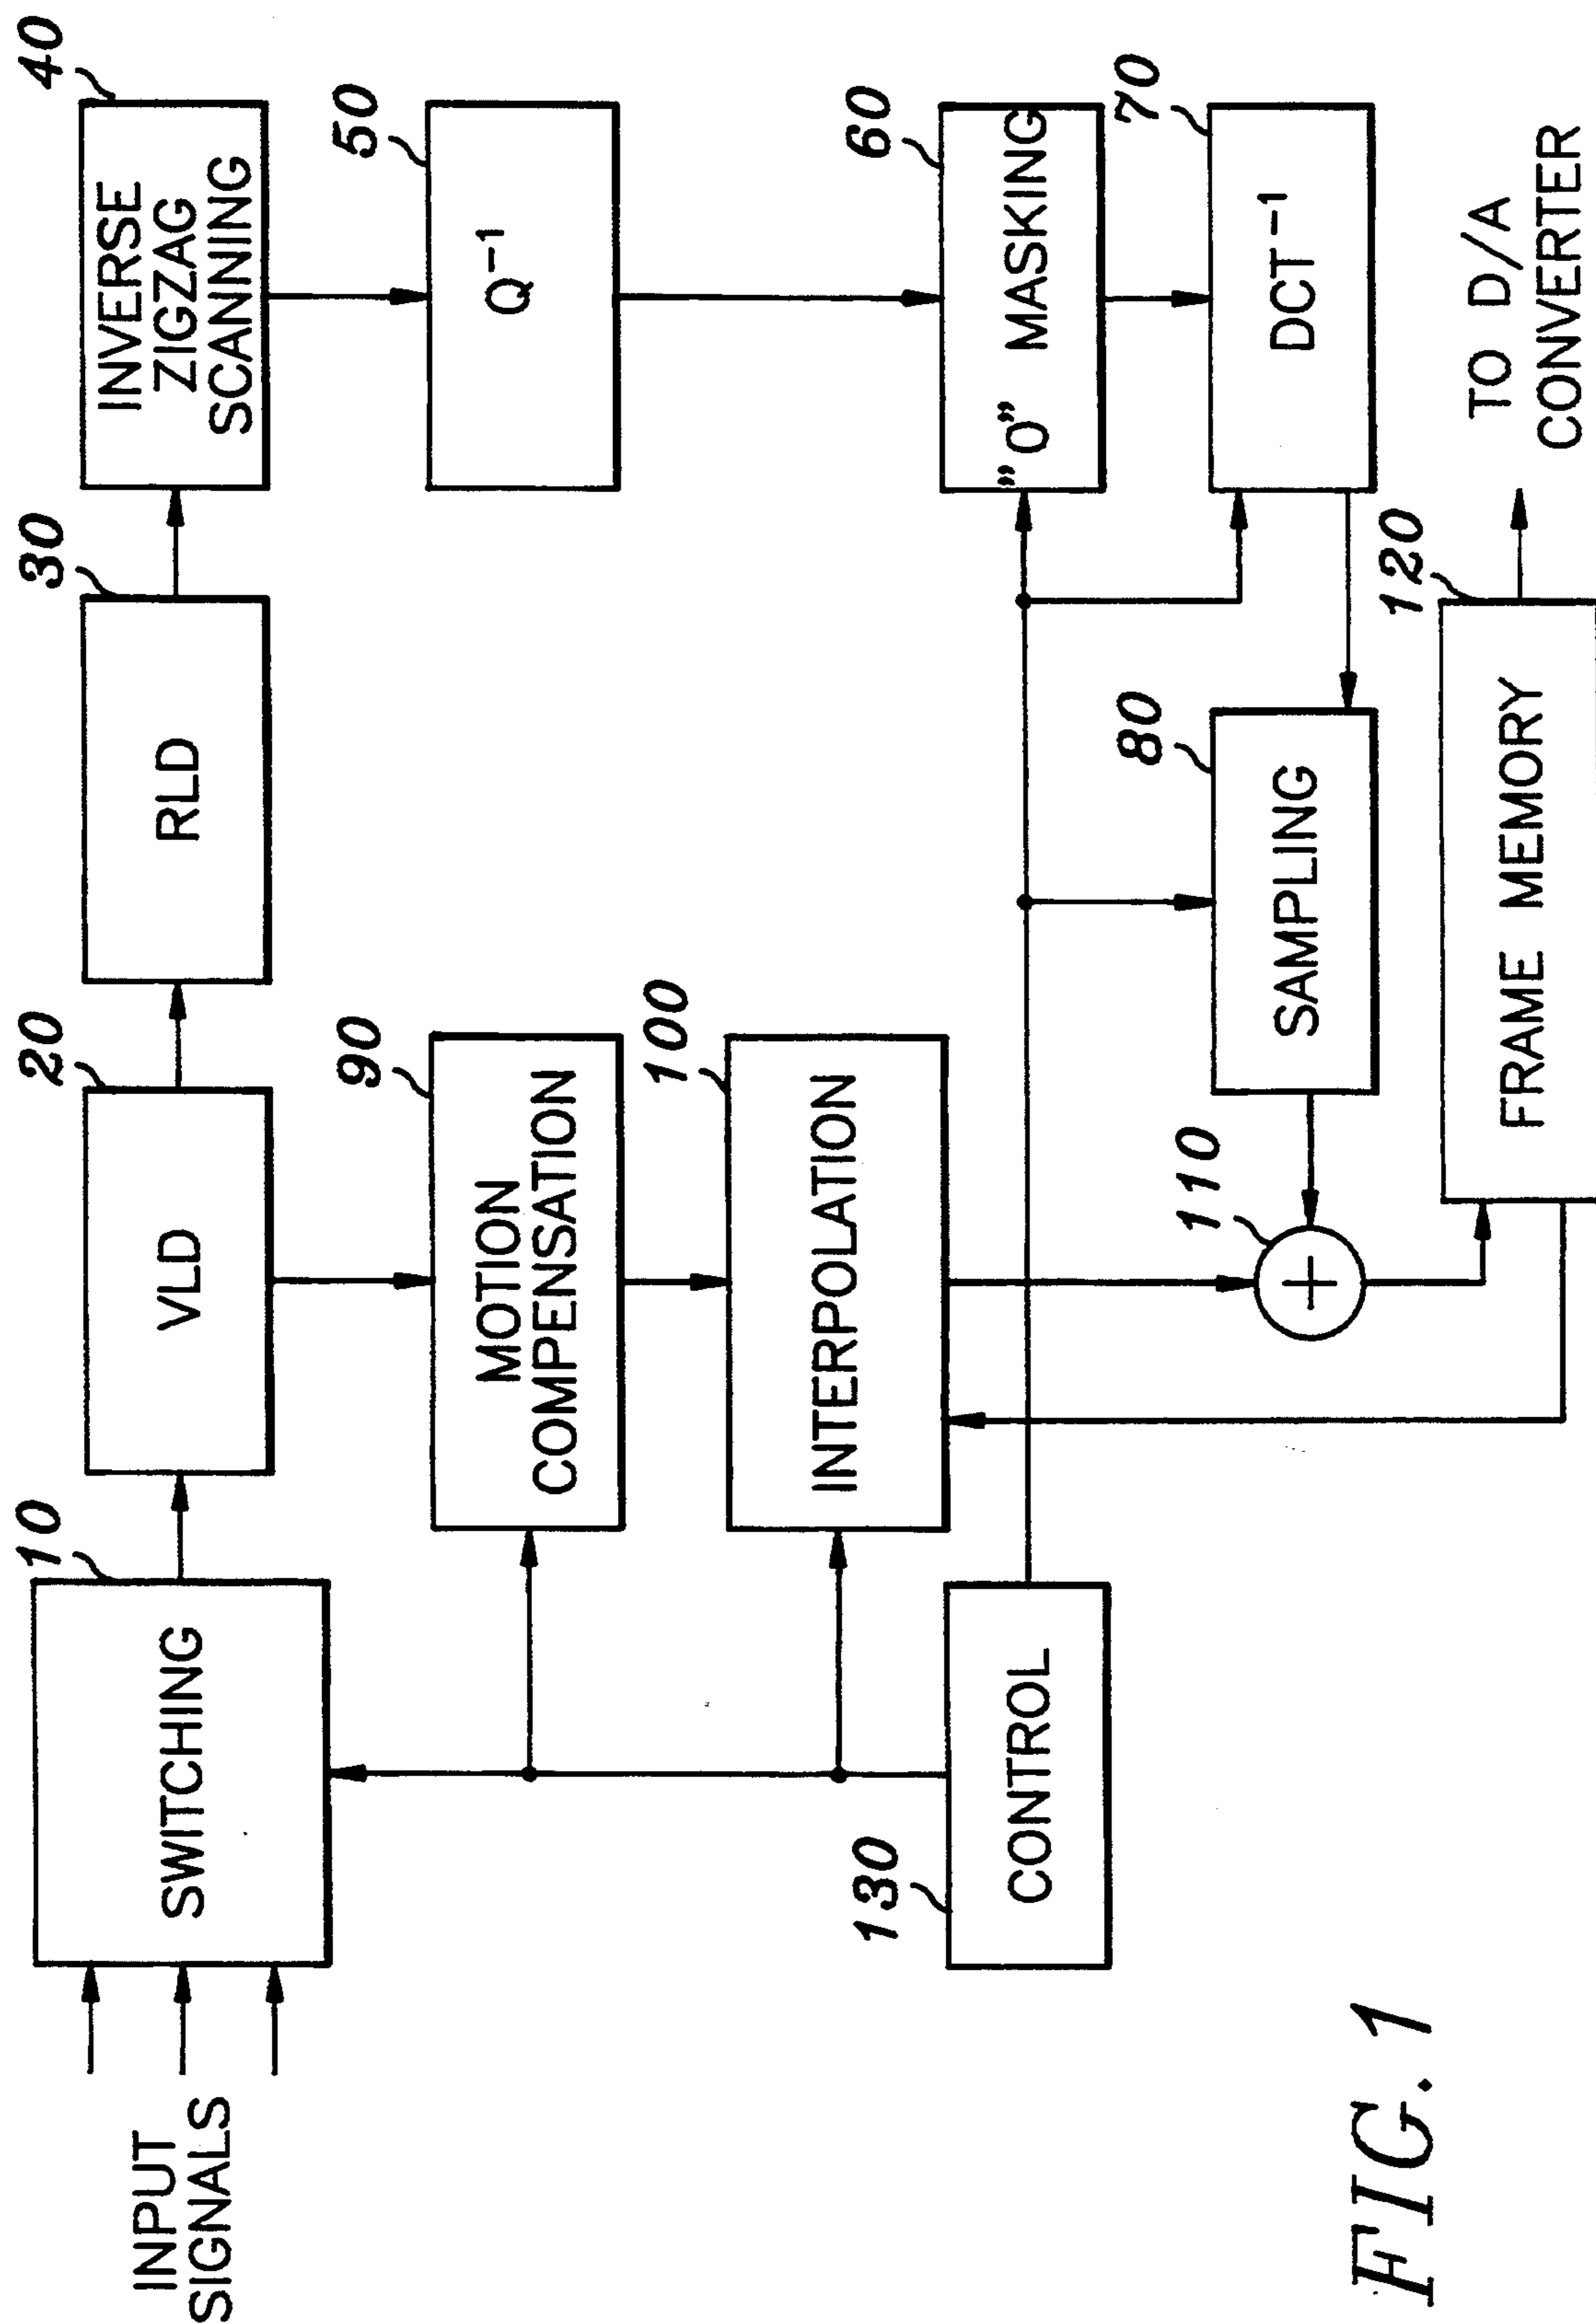 INPUT
SIGNALS
10
SWITCHING
20
VLD
30
RLD
40
INVERSE
ZIGZAG
SCANNING
90
MOTION
COMPENSATION
50
Q⁻¹
100
INTERPOLATION
130
CONTROL
60
"0" MASKING
70
DCT⁻¹
80
SAMPLING
110
+
120
FRAME MEMORY
TO D/A
CONVERTER
FIG. 1